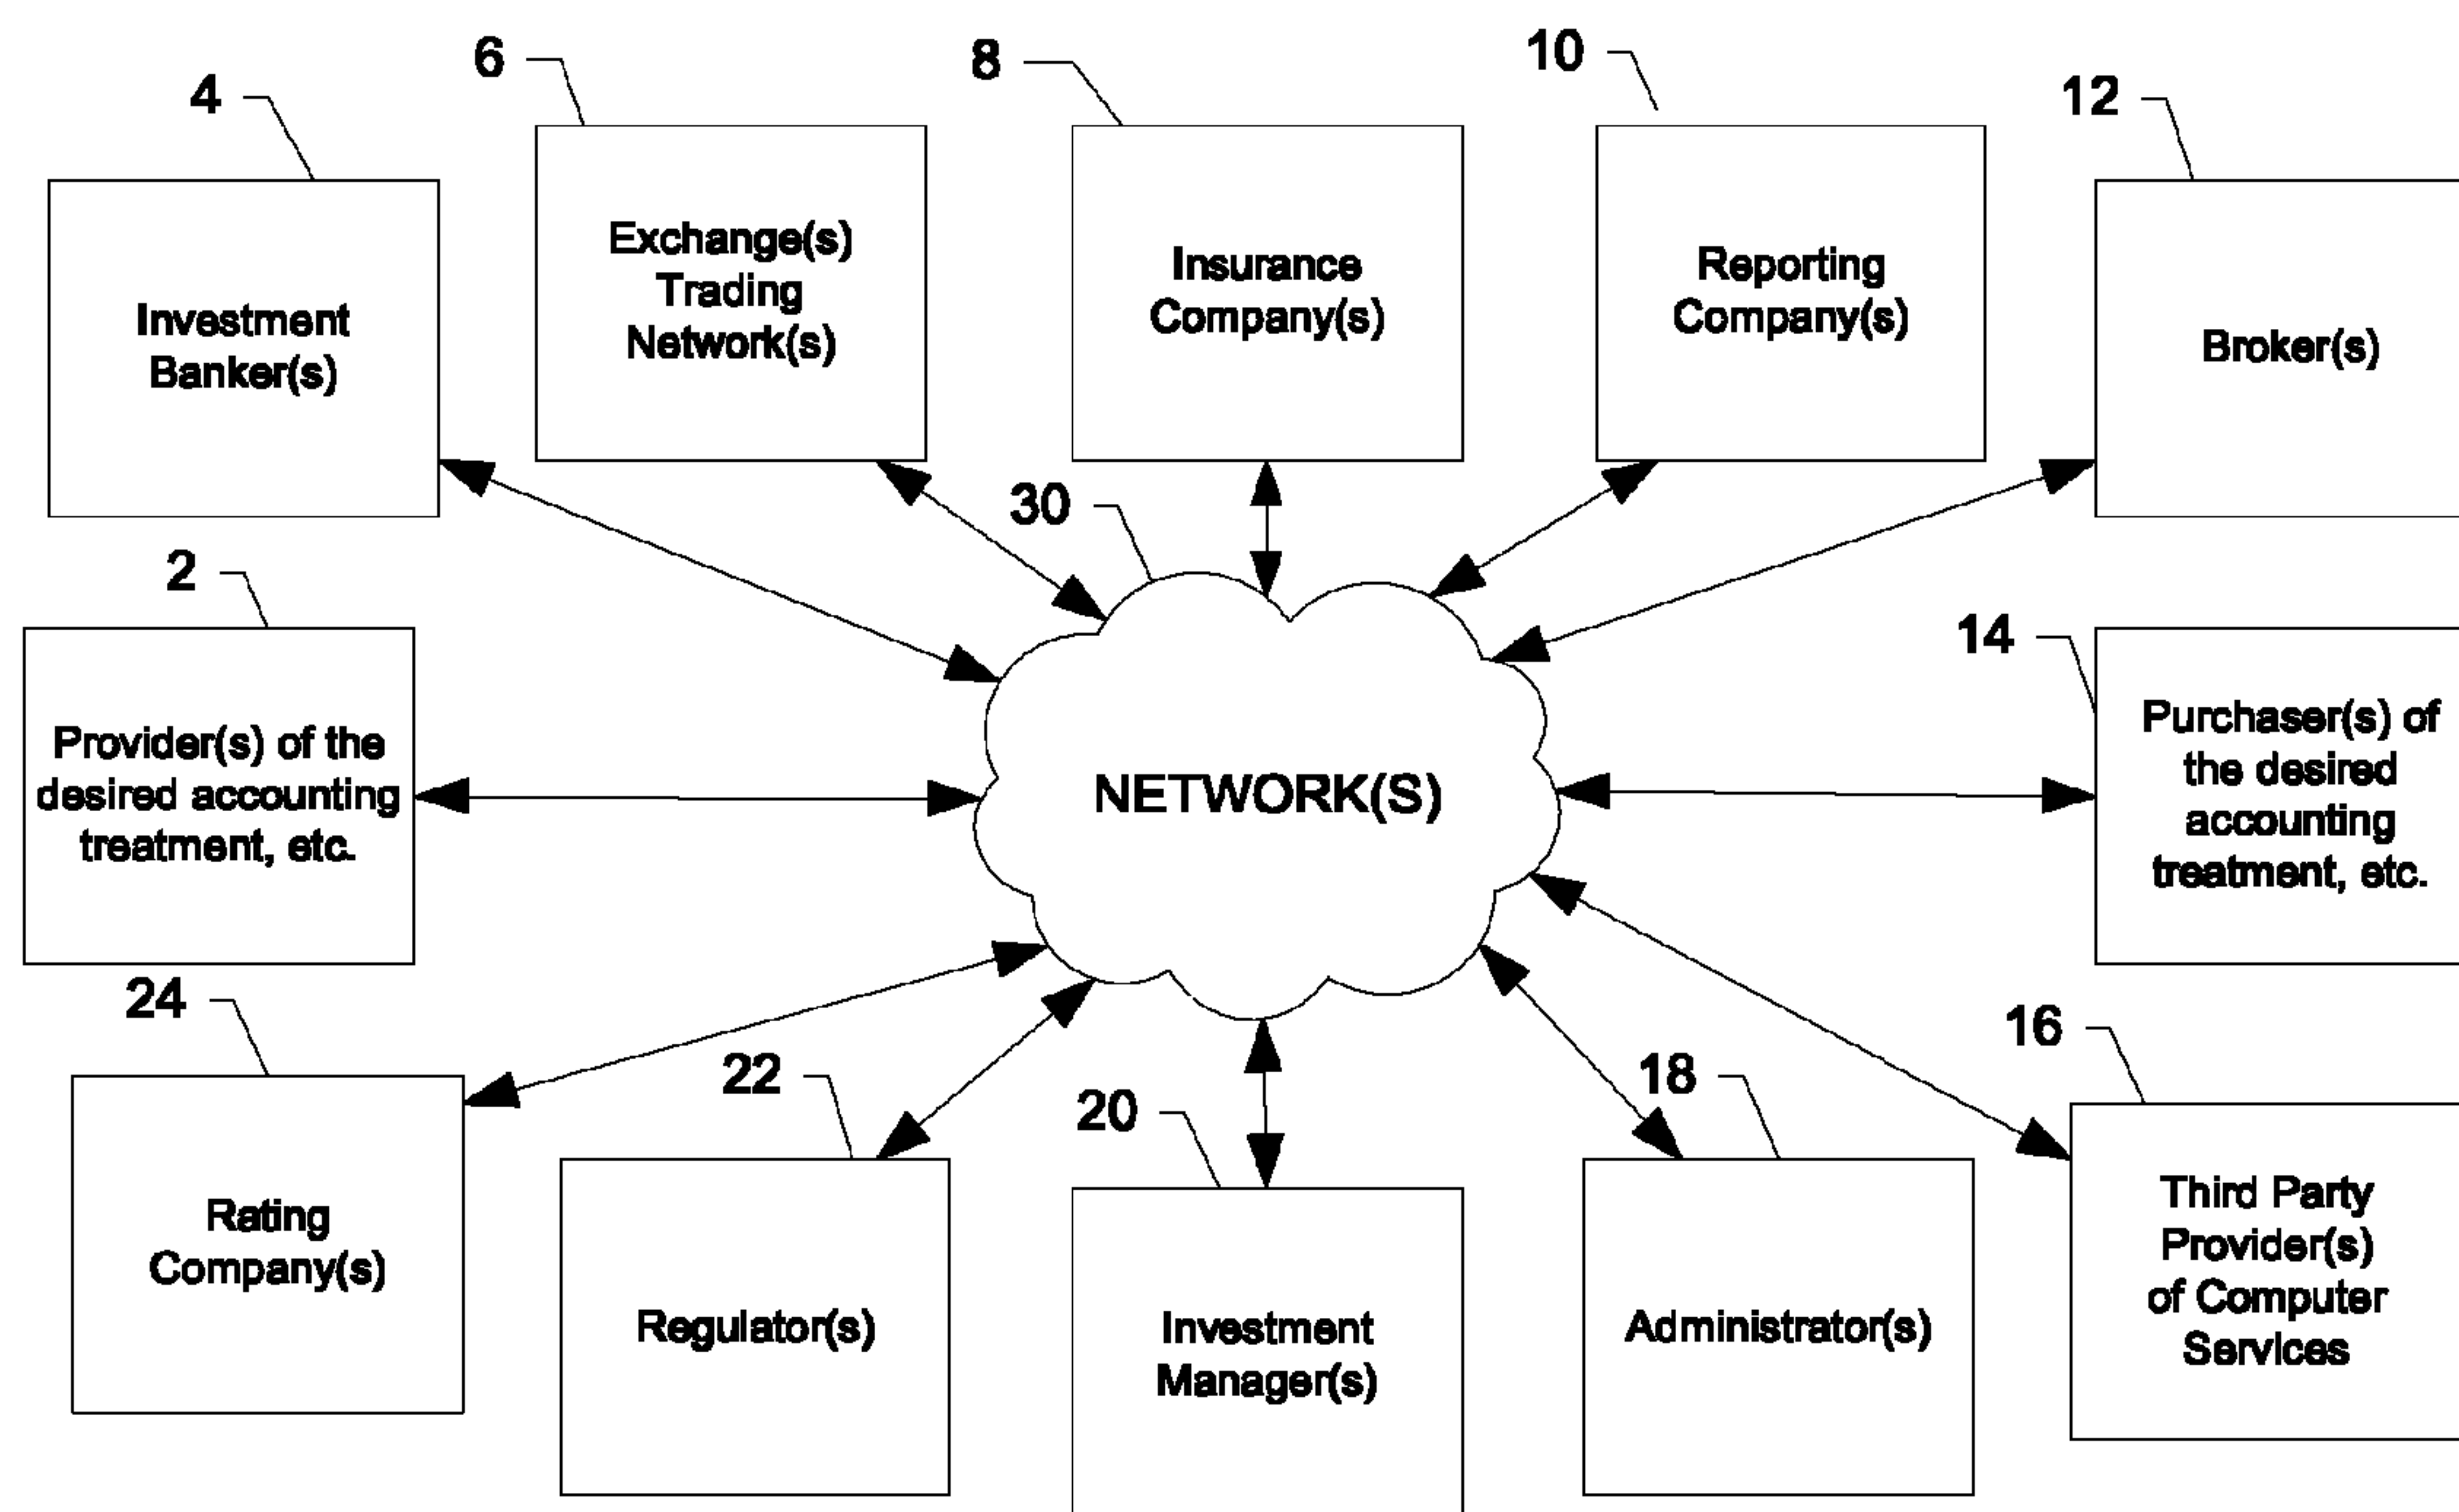 4
6
8
10
12
Investment
Banker(s)
Exchange(s)
Trading
Network(s)
Insurance
Company(s)
Reporting
Company(s)
Broker(s)
30
2
14
Provider(s) of the
desired accounting
treatment, etc.
NETWORK(S)
Purchaser(s) of
the desired
accounting
treatment, etc.
24
22
20
18
16
Rating
Company(s)
Regulator(s)
Investment
Manager(s)
Administrator(s)
Third Party
Provider(s)
of Computer
Services